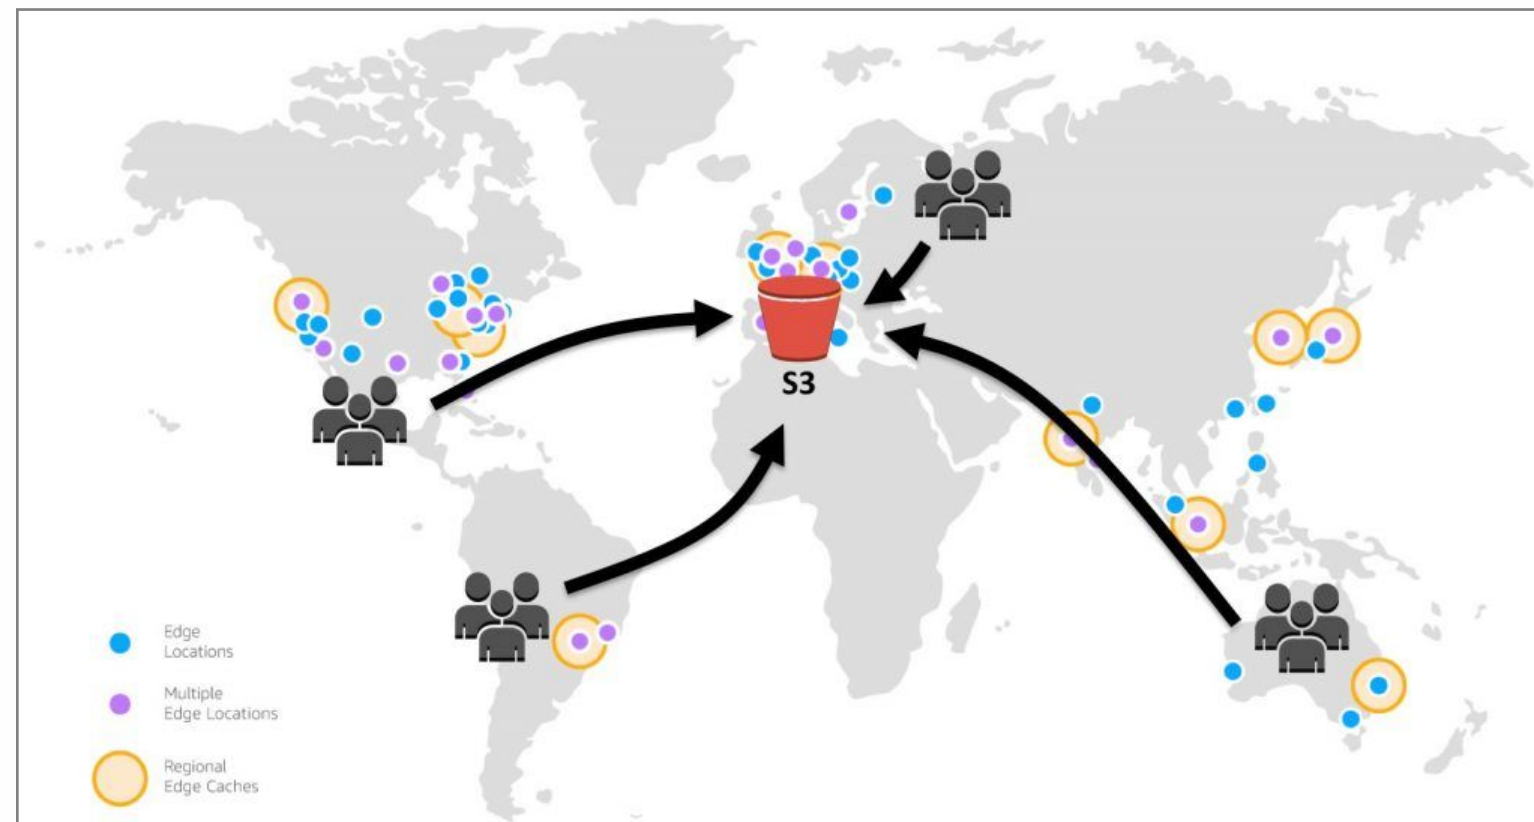 S3
Edge
Locations
Multiple
Edge Locations
Regional
Edge Caches